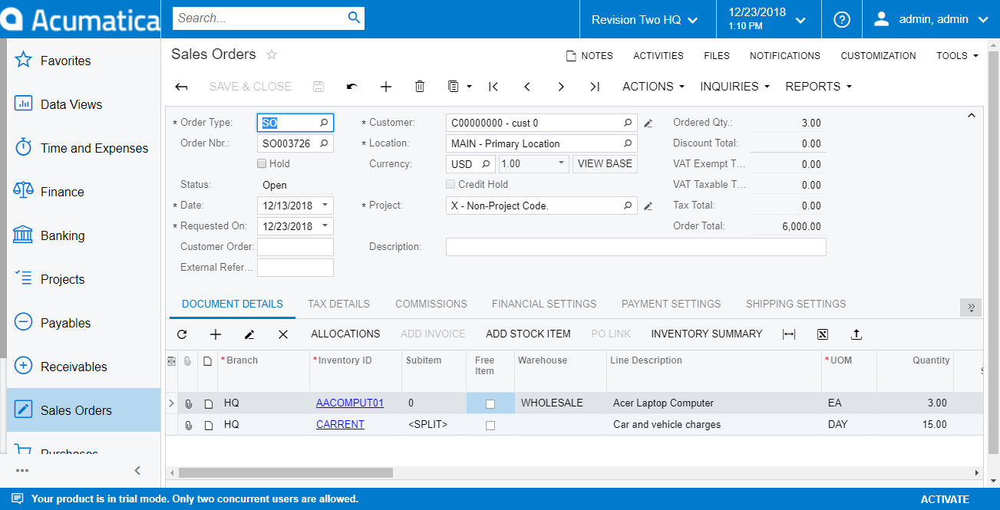 Acumatica
Search...
Revision Two HQ
12/23/2018
1:10 PM
admin, admin
Favorites
Data Views
Time and Expenses
Finance
Banking
Projects
Payables
Receivables
Sales Orders
Purchases
Sales Orders
NOTES ACTIVITIES FILES NOTIFICATIONS CUSTOMIZATION TOOLS
SAVE & CLOSE ACTIONS INQUIRIES REPORTS
* Order Type: SO * Customer: C00000000 - cust 0 Ordered Qty.: 3.00
Order Nbr.: SO003726 * Location: MAIN - Primary Location Discount Total: 0.00
Hold Currency: USD 1.00 VIEW BASE VAT Exempt T... 0.00
Status: Open Credit Hold VAT Taxable T... 0.00
* Date: 12/13/2018 * Project: X - Non-Project Code. Tax Total: 0.00
* Requested On: 12/23/2018 Order Total: 6,000.00
Customer Order: Description:
External Refer...
DOCUMENT DETAILS TAX DETAILS COMMISSIONS FINANCIAL SETTINGS PAYMENT SETTINGS SHIPPING SETTINGS
ALLOCATIONS ADD INVOICE ADD STOCK ITEM PO LINK INVENTORY SUMMARY
* Branch * Inventory ID Subitem Free Item Warehouse Line Description * UOM Quantity
HQ AACOMPUT01 0 WHOLESALE Acer Laptop Computer EA 3.00
HQ CARRENT <SPLIT> Car and vehicle charges DAY 15.00
Your product is in trial mode. Only two concurrent users are allowed. ACTIVATE